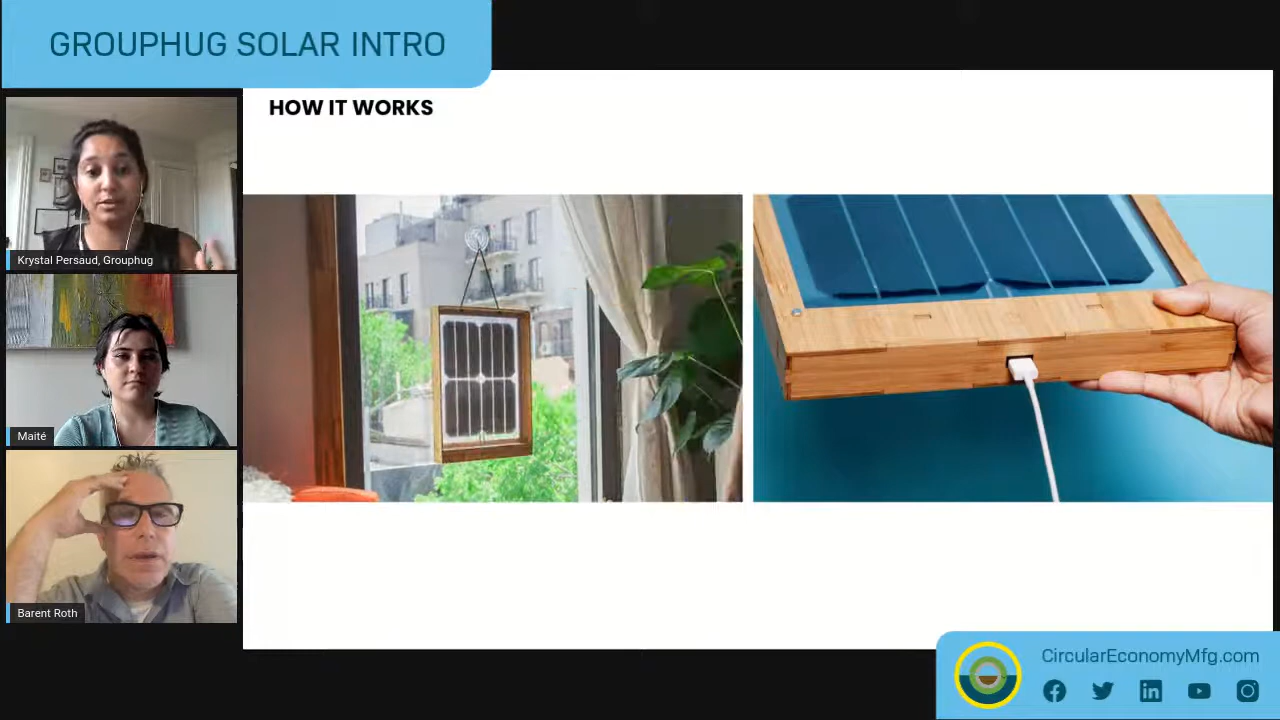 GROUPHUG SOLAR INTRO
HOW IT WORKS
Krystal Persaud, Grouphug
Maité
Barent Roth
CircularEconomyMfg.com